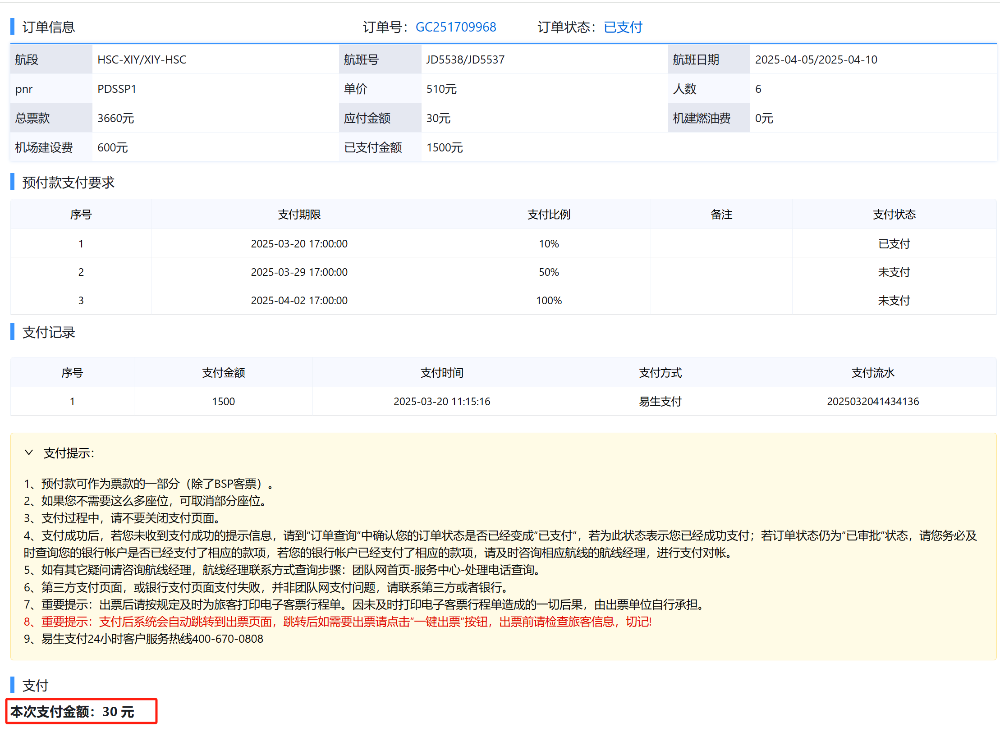 订单信息 订单号：GC251709968 订单状态：已支付
航段 HSC-XIY/XIY-HSC 航班号 JD5538/JD5537 航班日期 2025-04-05/2025-04-10
pnr PDSSP1 单价 510元 人数 6
总票款 3660元 应付金额 30元 机建燃油费 0元
机场建设费 600元 已支付金额 1500元
预付款支付要求
序号 支付期限 支付比例 备注 支付状态
1 2025-03-20 17:00:00 10% 已支付
2 2025-03-29 17:00:00 50% 未支付
3 2025-04-02 17:00:00 100% 未支付
支付记录
序号 支付金额 支付时间 支付方式 支付流水
1 1500 2025-03-20 11:15:16 易生支付 2025032041434136
支付提示：
1、预付款可作为票款的一部分（除了BSP客票）。
2、如果您不需要这么多座位，可取消部分座位。
3、支付过程中，请不要关闭支付页面。
4、支付成功后，若您未收到支付成功的提示信息，请到“订单查询”中确认您的订单状态是否已经变成“已支付”，若为此状态表示您已经成功支付；若订单状态仍为“已审批”状态，请您务必及
时查询您的银行帐户是否已经支付了相应的款项，若您的银行帐户已经支付了相应的款项，请及时咨询相应航线的航线经理，进行支付对帐。
5、如有其它疑问请咨询航线经理，航线经理联系方式查询步骤：团队网首页-服务中心-处理电话查询。
6、第三方支付页面，或银行支付页面支付失败，并非团队网支付问题，请联系第三方或者银行。
7、重要提示：出票后请按规定及时为旅客打印电子客票行程单。因未及时打印电子客票行程单造成的一切后果，由出票单位自行承担。
8、重要提示：支付后系统会自动跳转到出票页面，跳转后如需要出票请点击“一键出票”按钮，出票前请检查旅客信息，切记!
9、易生支付24小时客户服务热线400-670-0808
支付
本次支付金额：30 元